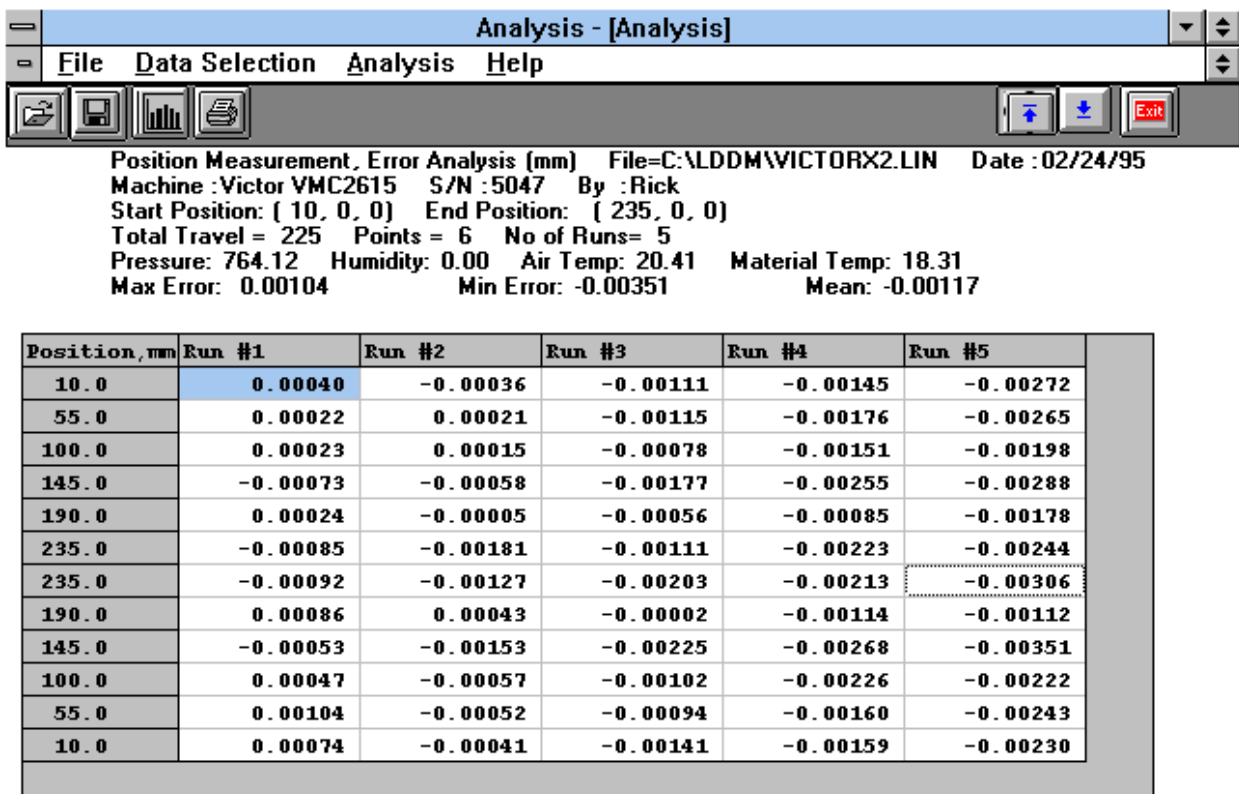 Analysis - [Analysis]
File Data Selection Analysis Help
Exit
Position Measurement, Error Analysis (mm) File=C:\LDDM\VICTORX2.LIN Date :02/24/95
Machine :Victor VMC2615 S/N :5047 By :Rick
Start Position: ( 10, 0, 0) End Position: ( 235, 0, 0)
Total Travel = 225 Points = 6 No of Runs= 5
Pressure: 764.12 Humidity: 0.00 Air Temp: 20.41 Material Temp: 18.31
Max Error: 0.00104 Min Error: -0.00351 Mean: -0.00117
Position,mm Run #1 Run #2 Run #3 Run #4 Run #5
10.0 0.00040 -0.00036 -0.00111 -0.00145 -0.00272
55.0 0.00022 0.00021 -0.00115 -0.00176 -0.00265
100.0 0.00023 0.00015 -0.00078 -0.00151 -0.00198
145.0 -0.00073 -0.00058 -0.00177 -0.00255 -0.00288
190.0 0.00024 -0.00005 -0.00056 -0.00085 -0.00178
235.0 -0.00085 -0.00181 -0.00111 -0.00223 -0.00244
235.0 -0.00092 -0.00127 -0.00203 -0.00213 -0.00306
190.0 0.00086 0.00043 -0.00002 -0.00114 -0.00112
145.0 -0.00053 -0.00153 -0.00225 -0.00268 -0.00351
100.0 0.00047 -0.00057 -0.00102 -0.00226 -0.00222
55.0 0.00104 -0.00052 -0.00094 -0.00160 -0.00243
10.0 0.00074 -0.00041 -0.00141 -0.00159 -0.00230